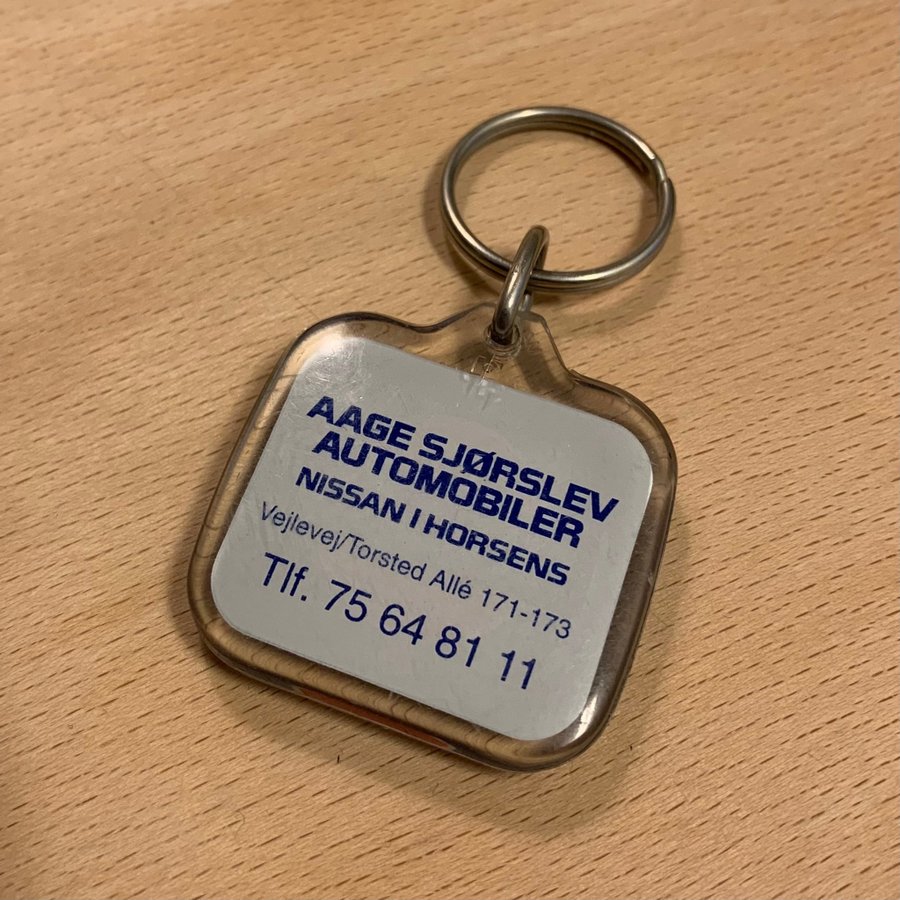 AAGE SJØRSLEV
AUTOMOBILER
NISSAN I HORSENS
Vejlevej/Torsted Allé 171-173
Tlf. 75 64 81 11